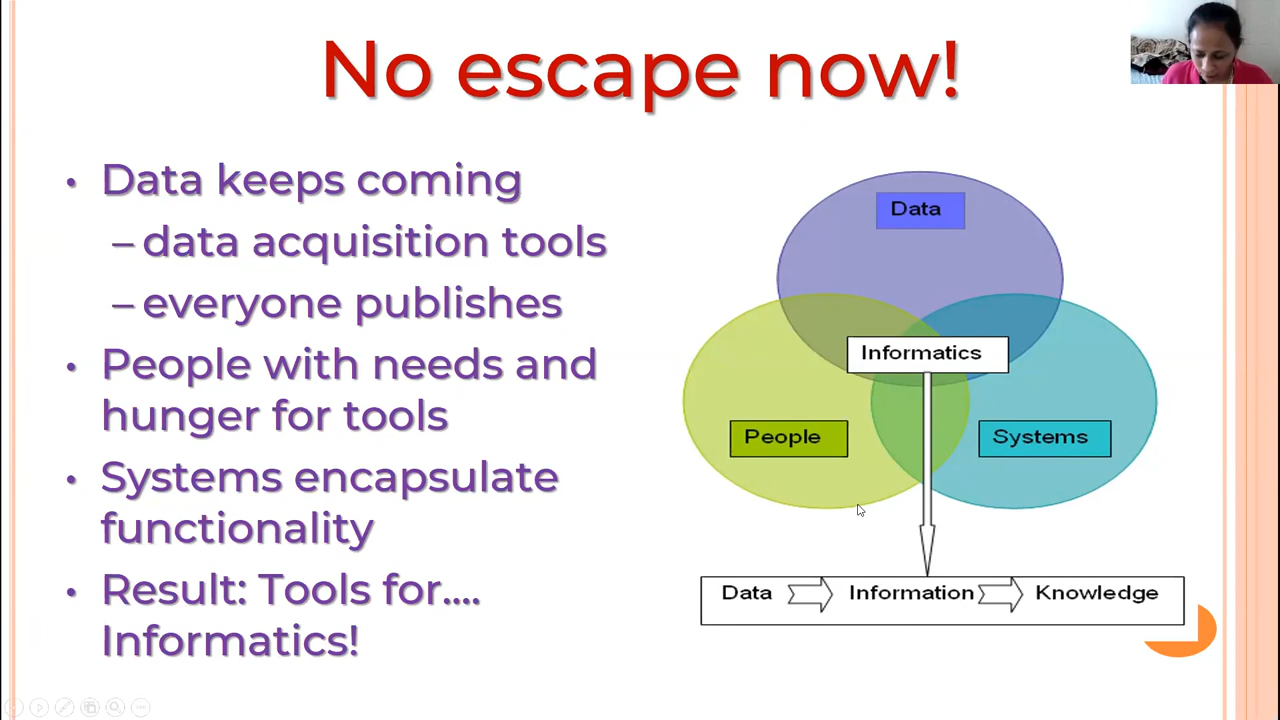 No escape now!
• Data keeps coming
– data acquisition tools
– everyone publishes
• People with needs and
hunger for tools
• Systems encapsulate
functionality
• Result: Tools for....
Informatics!
Data
Informatics
People
Systems
Data Information Knowledge